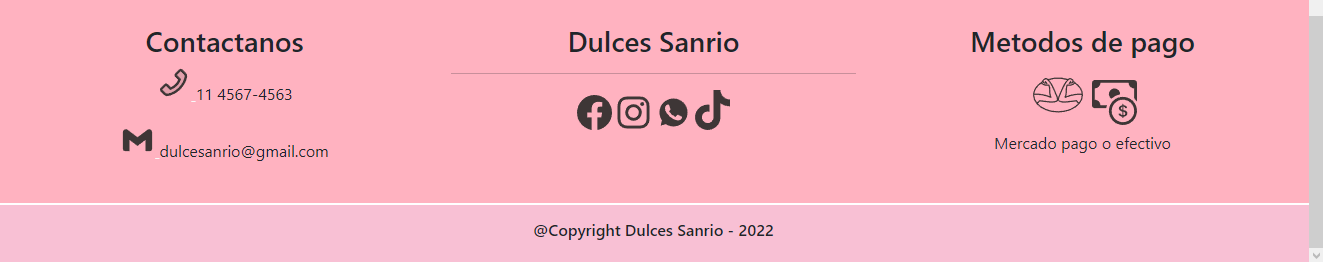 Contactanos
11 4567-4563
dulcesanrio@gmail.com
Dulces Sanrio
Metodos de pago
Mercado pago o efectivo
@Copyright Dulces Sanrio - 2022